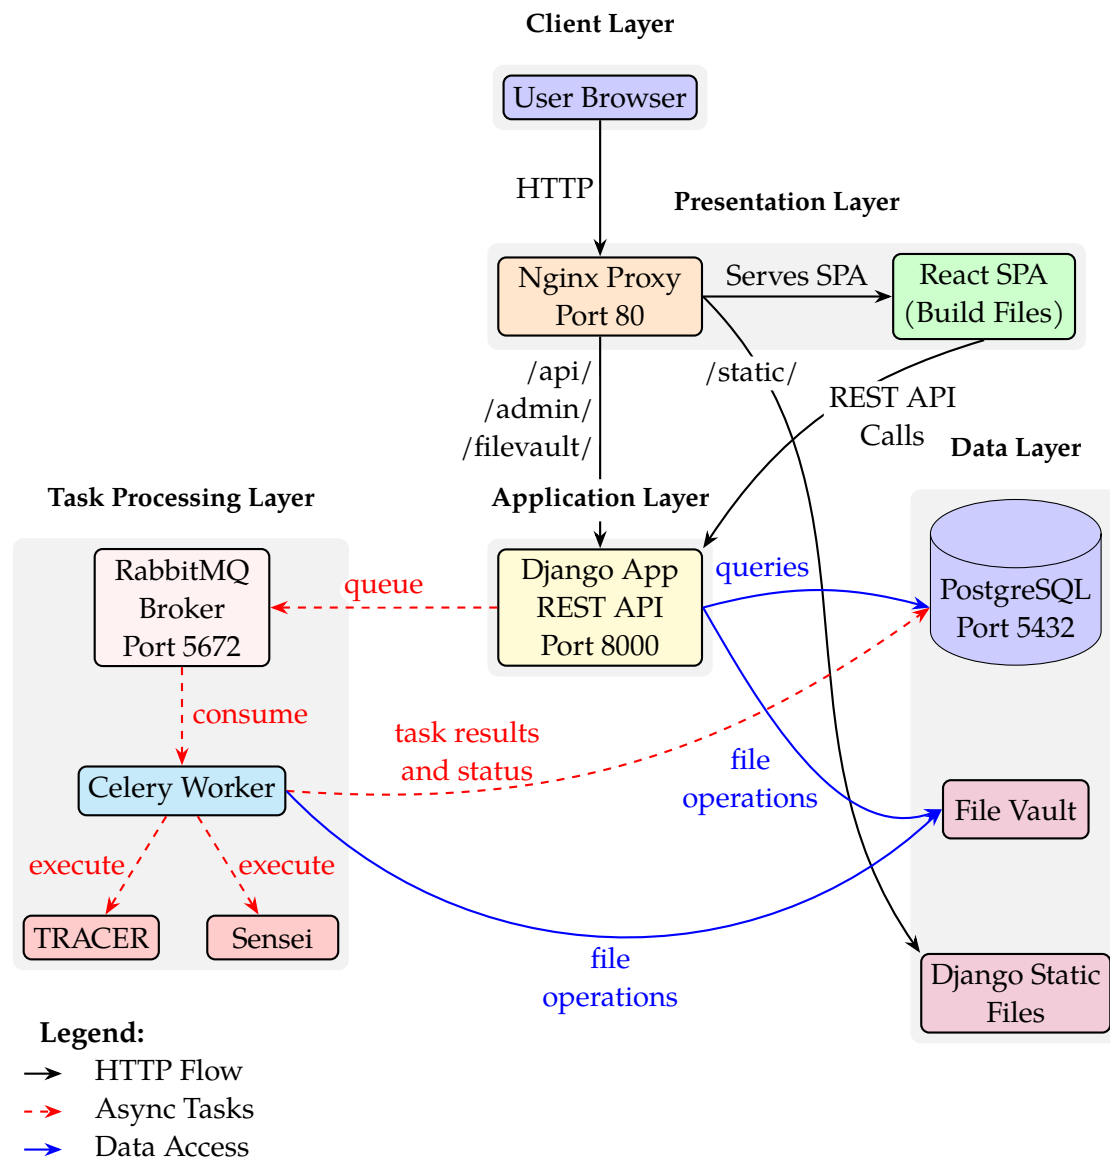 Client Layer
User Browser
HTTP
Presentation Layer
Nginx Proxy
Port 80
Serves SPA
React SPA
(Build Files)
/api/
/admin/
/filevault/
/static/
REST API
Calls
Data Layer
Task Processing Layer
Application Layer
RabbitMQ
Broker
Port 5672
queue
Django App
REST API
Port 8000
queries
PostgreSQL
Port 5432
consume
task results
and status
file
operations
Celery Worker
File Vault
execute
execute
TRACER
Sensei
file
operations
Django Static
Files
Legend:
HTTP Flow
Async Tasks
Data Access